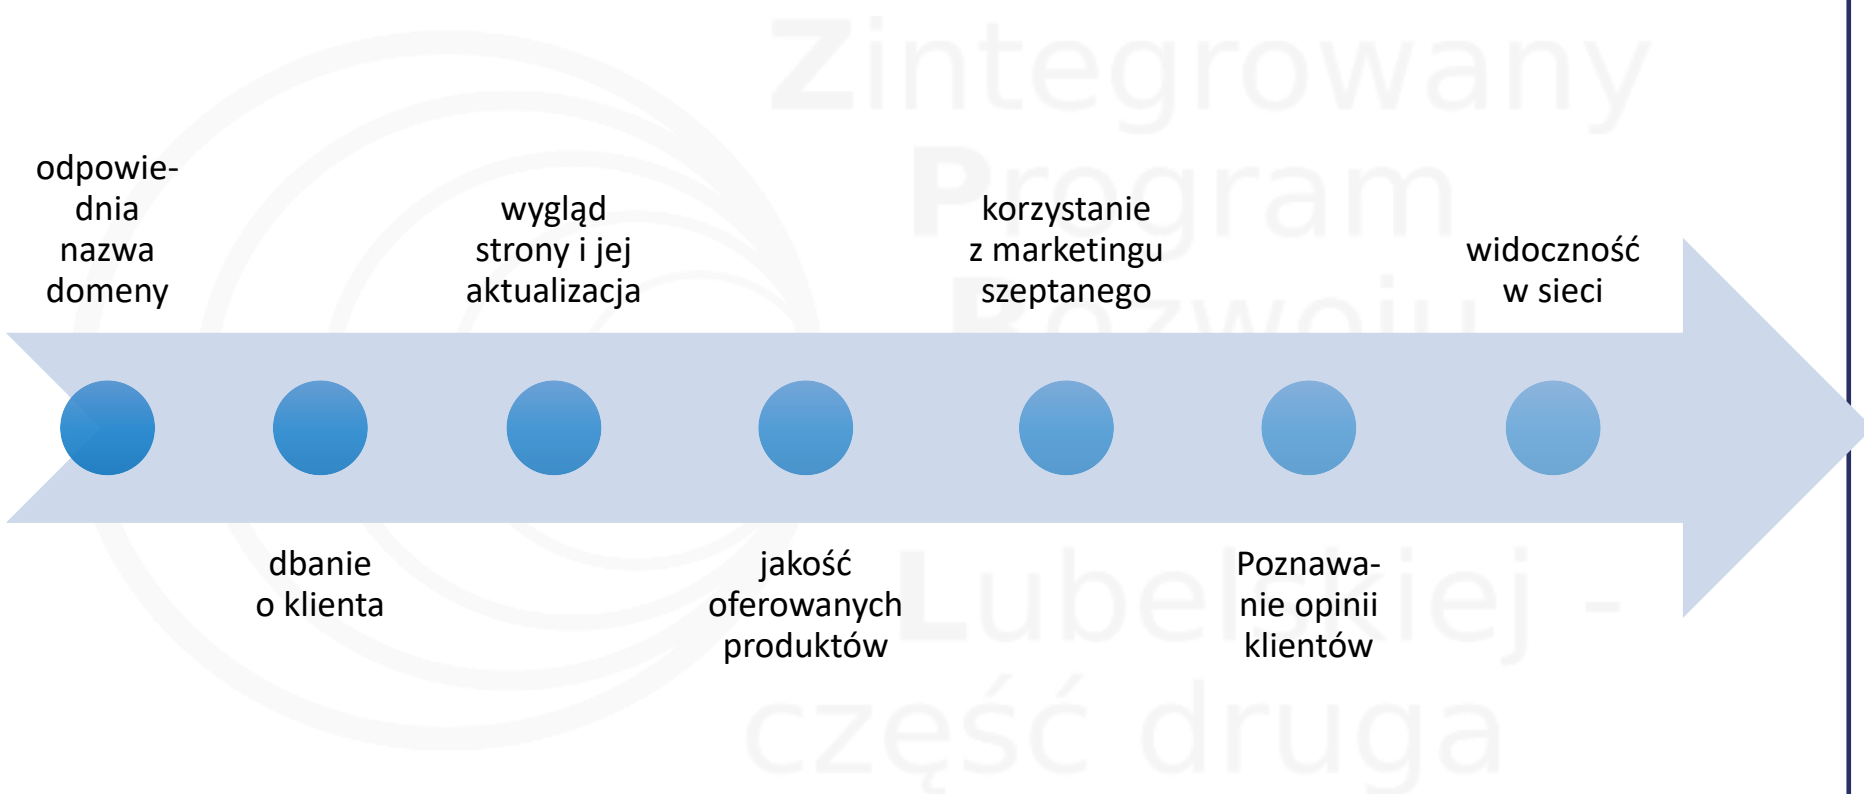 Zintegrowany
Program
Rozwoju
Lubelskiej -
część druga
odpowie-
dnia
nazwa
domeny
dbanie
o klienta
wygląd
strony i jej
aktualizacja
jakość
oferowanych
produktów
korzystanie
z marketingu
szeptanego
Poznawa-
nie opinii
klientów
widoczność
w sieci